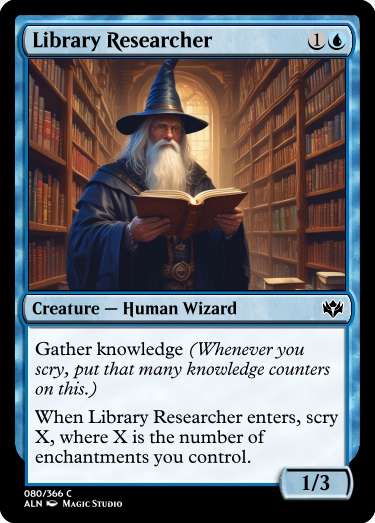 Library Researcher 1
Creature — Human Wizard
Gather knowledge (Whenever you
scry, put that many knowledge counters
on this.)
When Library Researcher enters, scry
X, where X is the number of
enchantments you control.
1/3
080/366 C
ALN Magic Studio